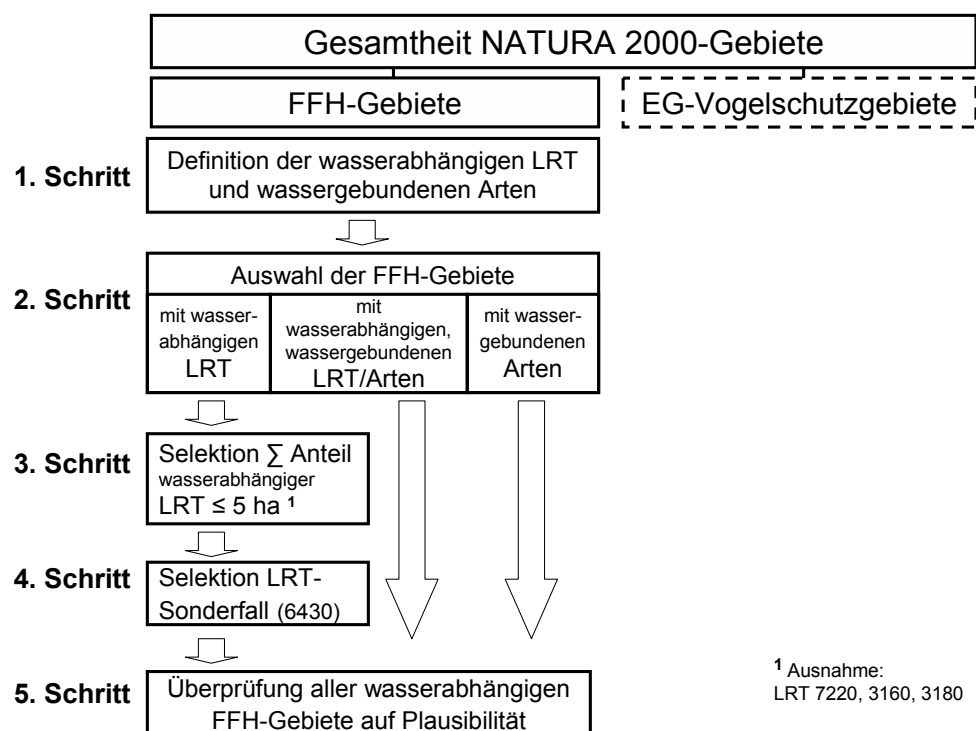 Gesamtheit NATURA 2000-Gebiete
FFH-Gebiete
EG-Vogelschutzgebiete
1. Schritt
Definition der wasserabhängigen LRT
und wassergebundenen Arten
2. Schritt
Auswahl der FFH-Gebiete
mit wasser-
abhängigen
LRT
mit
wasserabhängigen,
wassergebundenen
LRT/Arten
mit wasser-
gebundenen
Arten
3. Schritt
Selektion ∑ Anteil
wasserabhängiger
LRT ≤ 5 ha ¹
4. Schritt
Selektion LRT-
Sonderfall (6430)
5. Schritt
Überprüfung aller wasserabhängigen
FFH-Gebiete auf Plausibilität
¹ Ausnahme:
LRT 7220, 3160, 3180